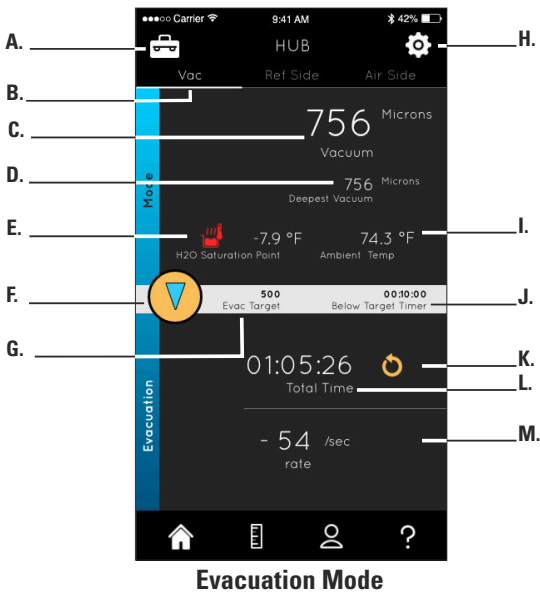 ●●●○○ Carrier 9:41 AM 42%
A. HUB H.
Vac Ref Side Air Side
B.
C. 756 Microns
Vacuum
D. 756 Microns
Deepest Vacuum
Mode
E. -7.9 °F 74.3 °F I.
H2O Saturation Point Ambient Temp
F. 500 00:10:00 J.
Evac Target Below Target Timer
G.
01:05:26 K.
Total Time L.
Evacuation
- 54 /sec M.
rate
?
Evacuation Mode